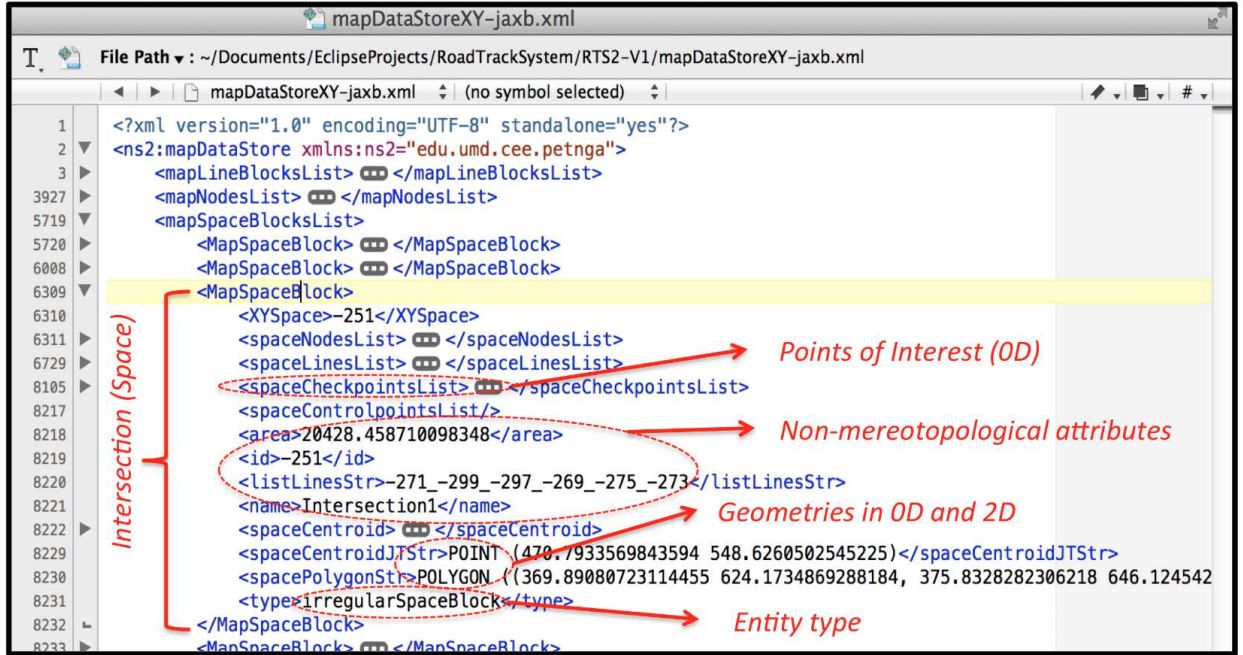 mapDataStoreXY-jaxb.xml
T. File Path ▾ : ~/Documents/EclipseProjects/RoadTrackSystem/RTS2-V1/mapDataStoreXY-jaxb.xml
mapDataStoreXY-jaxb.xml (no symbol selected) #
1 <?xml version="1.0" encoding="UTF-8" standalone="yes"?>
2 <ns2:mapDataStore xmlns:ns2="edu.umd.cee.petnga">
3 <mapLineBlocksList> ••• </mapLineBlocksList>
3927 <mapNodesList> ••• </mapNodesList>
5719 <mapSpaceBlocksList>
5720 <MapSpaceBlock> ••• </MapSpaceBlock>
6008 <MapSpaceBlock> ••• </MapSpaceBlock>
6309 <MapSpaceBlock>
6310 <XYSpace>-251</XYSpace>
6311 <spaceNodesList> ••• </spaceNodesList>
6729 <spaceLinesList> ••• </spaceLinesList>
8105 <spaceCheckpointsList> ••• </spaceCheckpointsList>
8217 <spaceControlpointsList/>
8218 <area>20428.458710098348</area>
8219 <id>-251</id>
8220 <listLinesStr>-271_-299_-297_-269_-275_-273</listLinesStr>
8221 <name>Intersection1</name>
8222 <spaceCentroid> ••• </spaceCentroid>
8229 <spaceCentroidJTStr>POINT (470.7933569843594 548.6260502545225)</spaceCentroidJTStr>
8230 <spacePolygonStr>POLYGON ((369.89080723114455 624.1734869288184, 375.8328282306218 646.124542
8231 <type>irregularSpaceBlock</type>
8232 </MapSpaceBlock>
8233 <MapSpaceBlock> ••• </MapSpaceBlock>
Intersection (Space)
Points of Interest (0D)
Non-mereotopological attributes
Geometries in 0D and 2D
Entity type